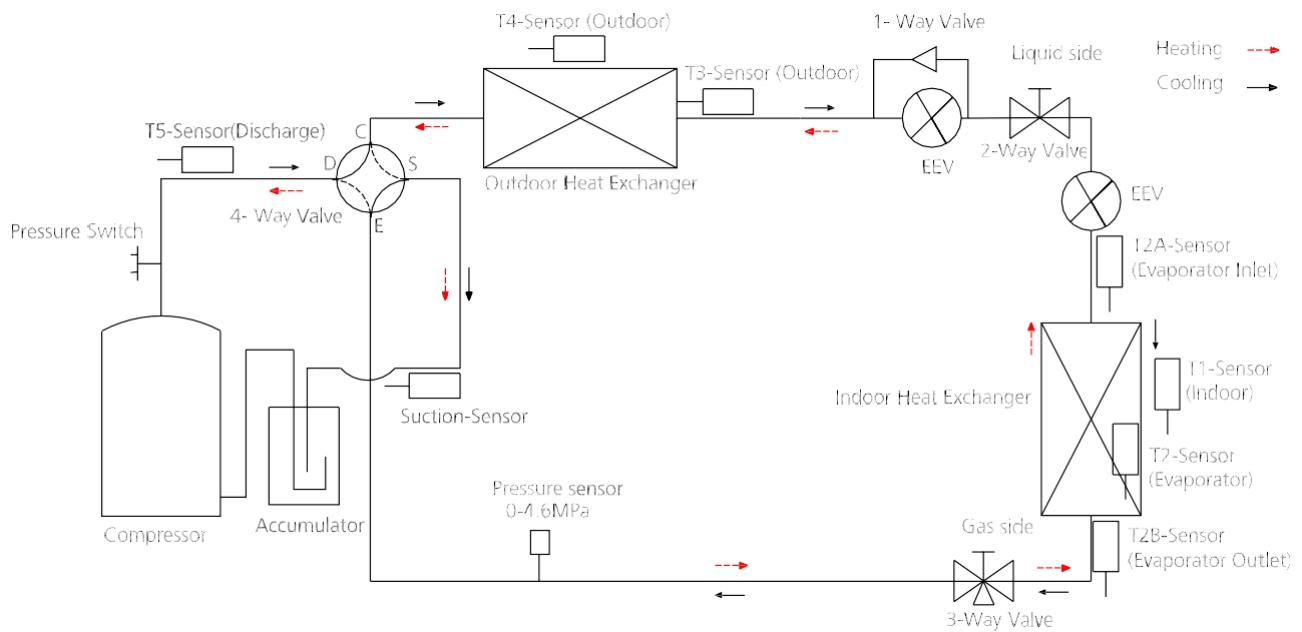 T4-Sensor (Outdoor)
1- Way Valve
Liquid side
Heating
T3-Sensor (Outdoor)
Cooling
T5-Sensor(Discharge)
C
D
S
2-Way Valve
EEV
Outdoor Heat Exchanger
EEV
4- Way Valve
E
Pressure Switch
T2A-Sensor
(Evaporator Inlet)
T1-Sensor
(Indoor)
Indoor Heat Exchanger
Suction-Sensor
T2-Sensor
(Evaporator)
Pressure sensor
0-4.6MPa
Accumulator
Compressor
Gas side
T2B-Sensor
(Evaporator Outlet)
3-Way Valve